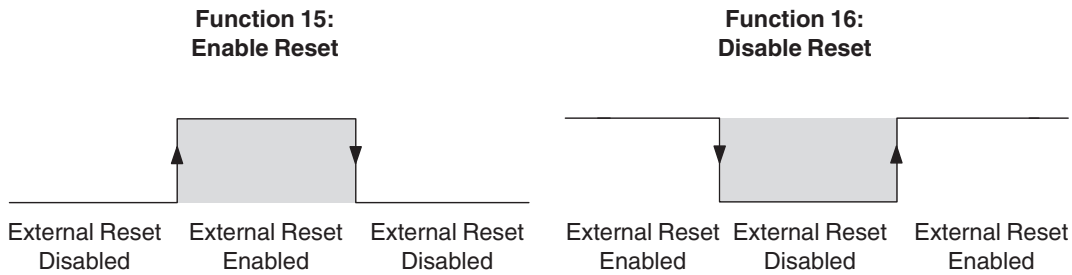 Function 15:
Enable Reset
Function 16:
Disable Reset
External Reset
Disabled
External Reset
Enabled
External Reset
Disabled
External Reset
Enabled
External Reset
Disabled
External Reset
Enabled